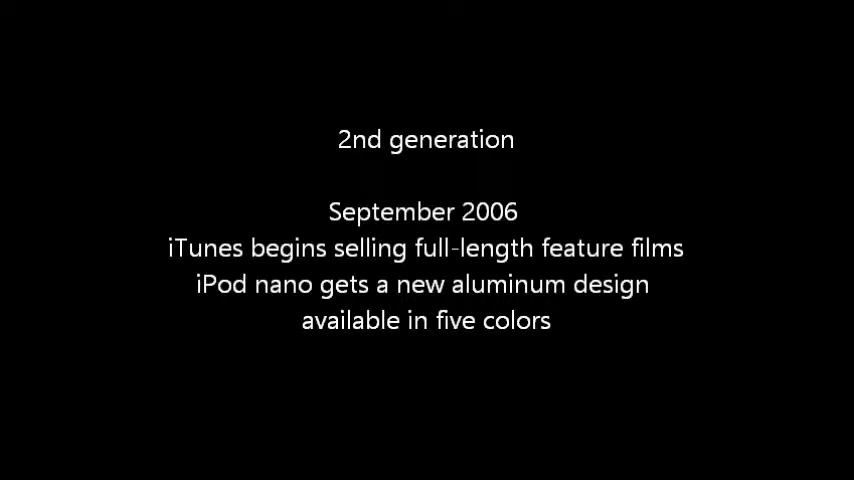 2nd generation
September 2006
iTunes begins selling full-length feature films
iPod nano gets a new aluminum design
available in five colors